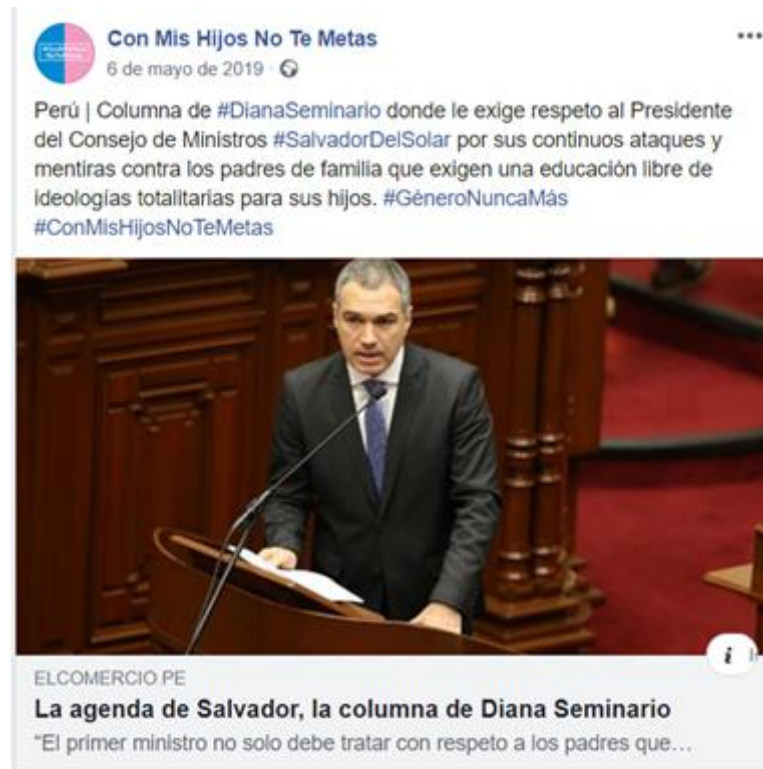 Con Mis Hijos No Te Metas
6 de mayo de 2019
Perú | Columna de #DianaSeminario donde le exige respeto al Presidente
del Consejo de Ministros #SalvadorDelSolar por sus continuos ataques y
mentiras contra los padres de familia que exigen una educación libre de
ideologías totalitarias para sus hijos. #GéneroNuncaMás
#ConMisHijosNoTeMetas
i
ELCOMERCIO.PE
La agenda de Salvador, la columna de Diana Seminario
"El primer ministro no solo debe tratar con respeto a los padres que...